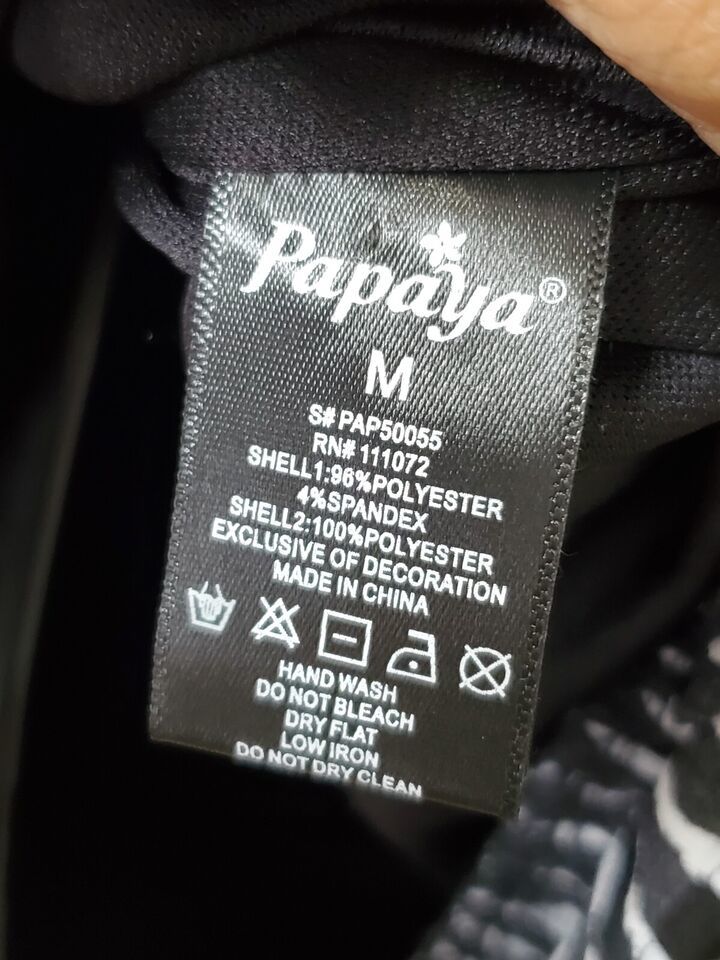 Papaya®
M
S# PAP50055
RN# 111072
SHELL1:96%POLYESTER
4%SPANDEX
SHELL2:100%POLYESTER
EXCLUSIVE OF DECORATION
MADE IN CHINA
HAND WASH
DO NOT BLEACH
DRY FLAT
LOW IRON
DO NOT DRY CLEAN